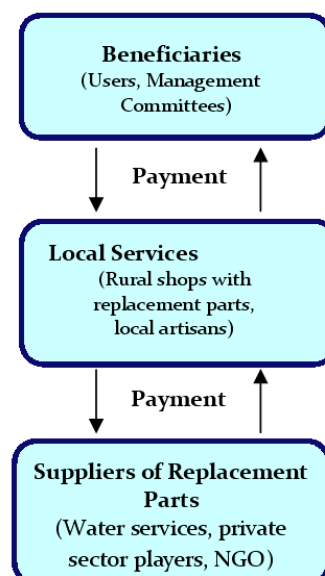 Beneficiaries
(Users, Management
Committees)
Payment
Local Services
(Rural shops with
replacement parts,
local artisans)
Payment
Suppliers of Replacement
Parts
(Water services, private
sector players, NGO)